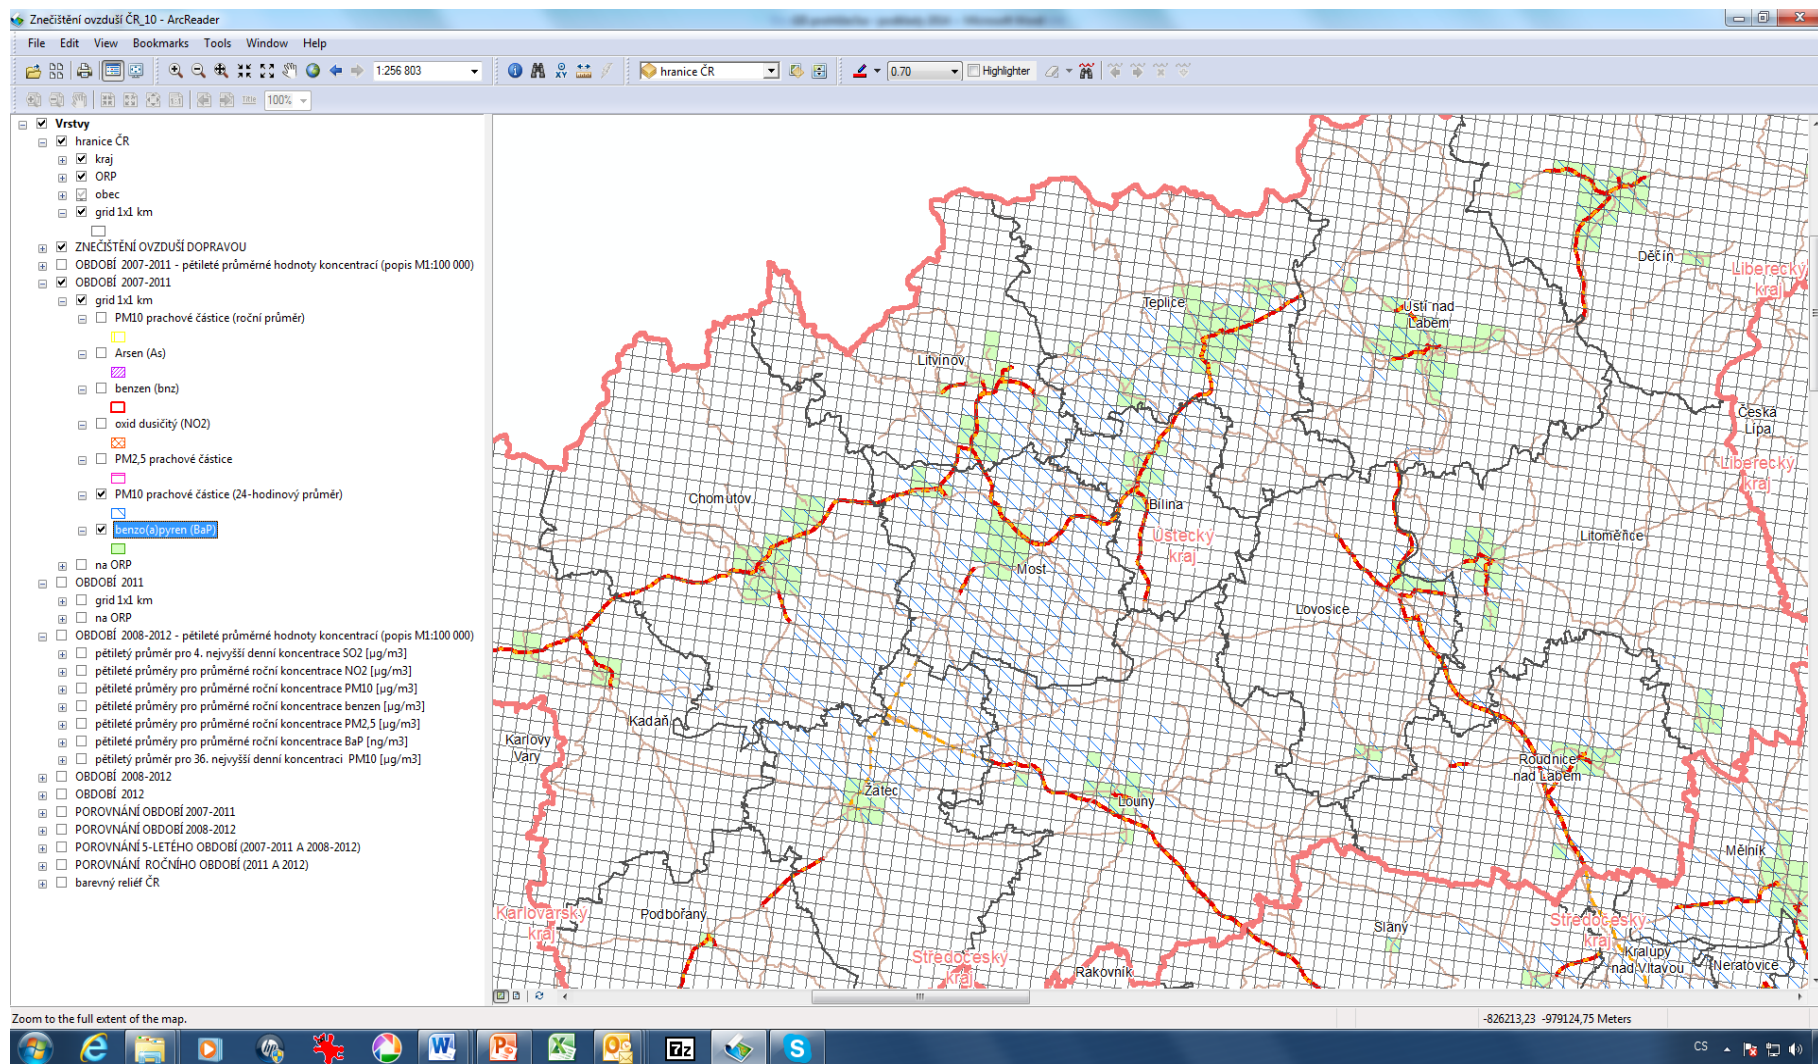 Znečištění ovzduší ČR_10 - ArcReader
File Edit View Bookmarks Tools Window Help
1:256 803
hranice ČR
0.70
Highlighter
Title
100%
Vrstvy
hranice ČR
kraj
ORP
obec
grid 1x1 km
ZNEČIŠTĚNÍ OVZDUŠÍ DOPRAVOU
OBDOBÍ 2007-2011 - pětileté průměrné hodnoty koncentrací (popis M1:100 000)
OBDOBÍ 2007-2011
grid 1x1 km
PM10 prachové částice (roční průměr)
Arsen (As)
benzen (bnz)
oxid dusičitý (NO2)
PM2,5 prachové částice
PM10 prachové částice (24-hodinový průměr)
benzo(a)pyren (BaP)
na ORP
OBDOBÍ 2011
grid 1x1 km
na ORP
OBDOBÍ 2008-2012 - pětileté průměrné hodnoty koncentrací (popis M1:100 000)
pětiletý průměr pro 4. nejvyšší denní koncentrace SO2 [µg/m3]
pětileté průměry pro průměrné roční koncentrace NO2 [µg/m3]
pětileté průměry pro průměrné roční koncentrace PM10 [µg/m3]
pětileté průměry pro průměrné roční koncentrace benzen [µg/m3]
pětileté průměry pro průměrné roční koncentrace PM2,5 [µg/m3]
pětileté průměry pro průměrné roční koncentrace BaP [ng/m3]
pětiletý průměr pro 36. nejvyšší denní koncentraci PM10 [µg/m3]
OBDOBÍ 2008-2012
OBDOBÍ 2012
POROVNÁNÍ OBDOBÍ 2007-2011
POROVNÁNÍ OBDOBÍ 2008-2012
POROVNÁNÍ 5-LETÉHO OBDOBÍ (2007-2011 A 2008-2012)
POROVNÁNÍ ROČNÍHO OBDOBÍ (2011 A 2012)
barevný reliéf ČR
Děčín
Liberecký
kraj
Teplice
Ústí nad
Labem
Litvínov
Česká
Lípa
Liberecký
kraj
Chomutov
Bílina
Ústecký
kraj
Litoměřice
Most
Lovosice
Kadaň
Karlovy
Vary
Roudnice
nad Labem
Žatec
Louny
Mělník
Karlovarský
kraj
Podbořany
Slaný
Středočeský
kraj
Středočeský
kraj
Rakovník
Kralupy
nad Vltavou
Neratovice
Zoom to the full extent of the map.
-826213,23 -979124,75 Meters
CS